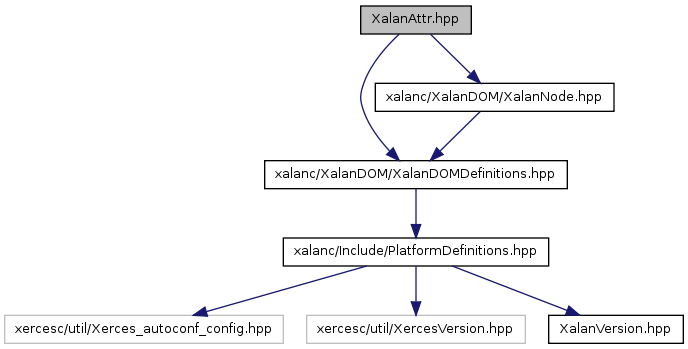 XalanAttr.hpp
xalanc/XalanDOM/XalanNode.hpp
xalanc/XalanDOM/XalanDOMDefinitions.hpp
xalanc/Include/PlatformDefinitions.hpp
xercesc/util/Xerces_autoconf_config.hpp
xercesc/util/XercesVersion.hpp
XalanVersion.hpp